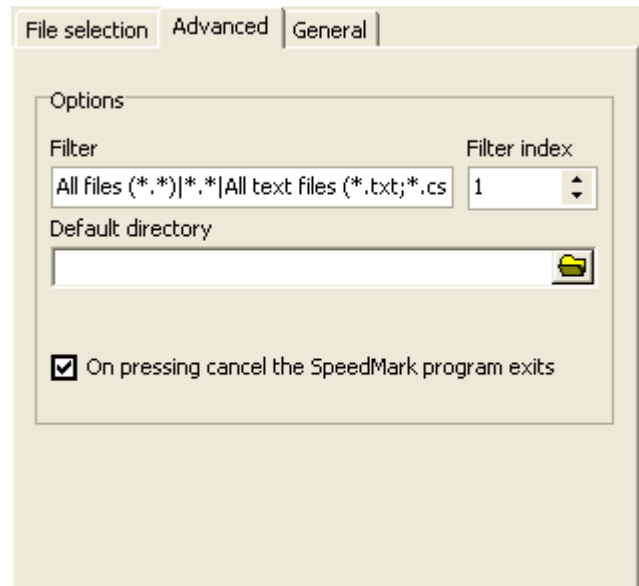 File selection Advanced General
Options
Filter Filter index
All files (*.*)|*.*|All text files (*.txt;*.cs 1
Default directory
On pressing cancel the SpeedMark program exits